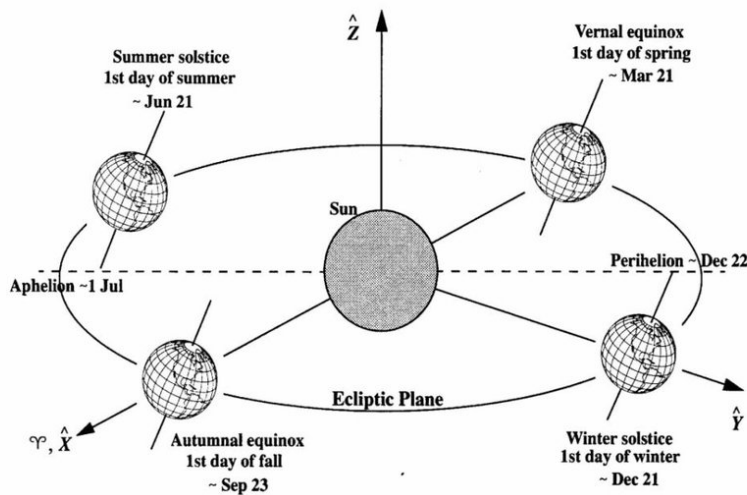 Ẑ
Summer solstice
1st day of summer
~ Jun 21
Vernal equinox
1st day of spring
~ Mar 21
Sun
Aphelion ~1 Jul
Perihelion ~ Dec 22
Ecliptic Plane
♈, X̂
Ŷ
Autumnal equinox
1st day of fall
~ Sep 23
Winter solstice
1st day of winter
~ Dec 21